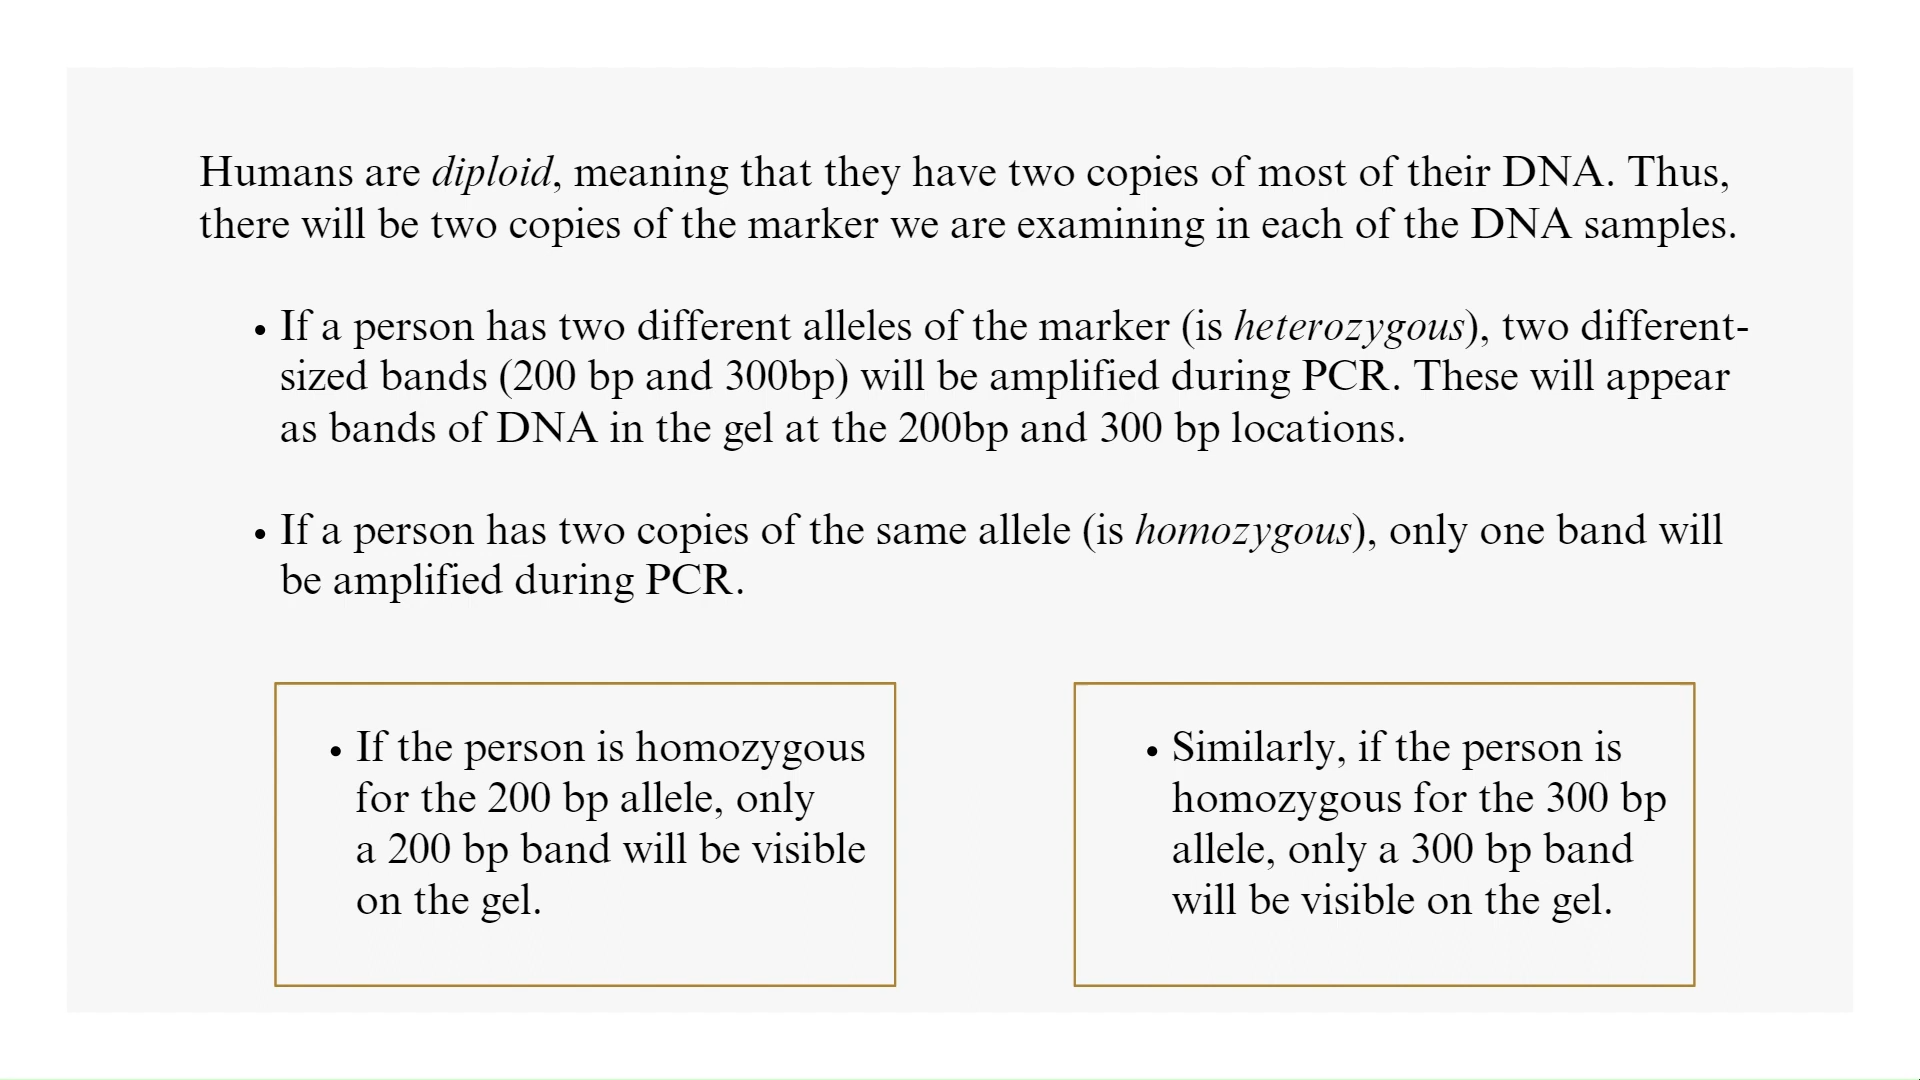 Humans are diploid, meaning that they have two copies of most of their DNA. Thus,
there will be two copies of the marker we are examining in each of the DNA samples.
• If a person has two different alleles of the marker (is heterozygous), two different-
sized bands (200 bp and 300bp) will be amplified during PCR. These will appear
as bands of DNA in the gel at the 200bp and 300 bp locations.
• If a person has two copies of the same allele (is homozygous), only one band will
be amplified during PCR.
• If the person is homozygous
for the 200 bp allele, only
a 200 bp band will be visible
on the gel.
• Similarly, if the person is
homozygous for the 300 bp
allele, only a 300 bp band
will be visible on the gel.